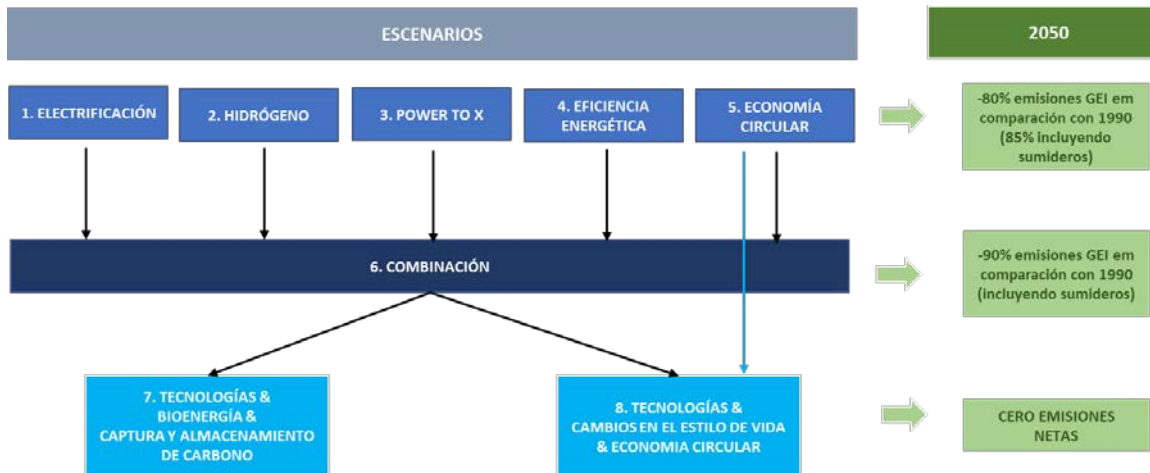 ESCENARIOS
2050
1. ELECTRIFICACIÓN
2. HIDRÓGENO
3. POWER TO X
4. EFICIENCIA
ENERGÉTICA
5. ECONOMÍA
CIRCULAR
-80% emisiones GEI em
comparación con 1990
(85% incluyendo
sumideros)
6. COMBINACIÓN
-90% emisiones GEI em
comparación con 1990
(incluyendo sumideros)
7. TECNOLOGÍAS &
BIOENERGÍA &
CAPTURA Y ALMACENAMIENTO
DE CARBONO
8. TECNOLOGÍAS &
CAMBIOS EN EL ESTILO DE VIDA
& ECONOMIA CIRCULAR
CERO EMISIONES
NETAS